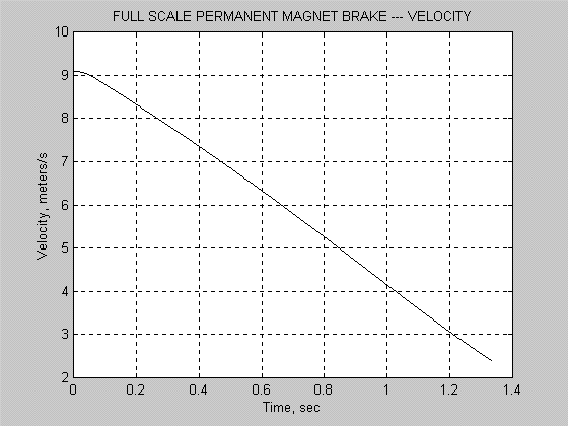 FULL SCALE PERMANENT MAGNET BRAKE --- VELOCITY
10
9
8
7
6
5
4
3
2
Velocity, meters/s
0 0.2 0.4 0.6 0.8 1 1.2 1.4
Time, sec